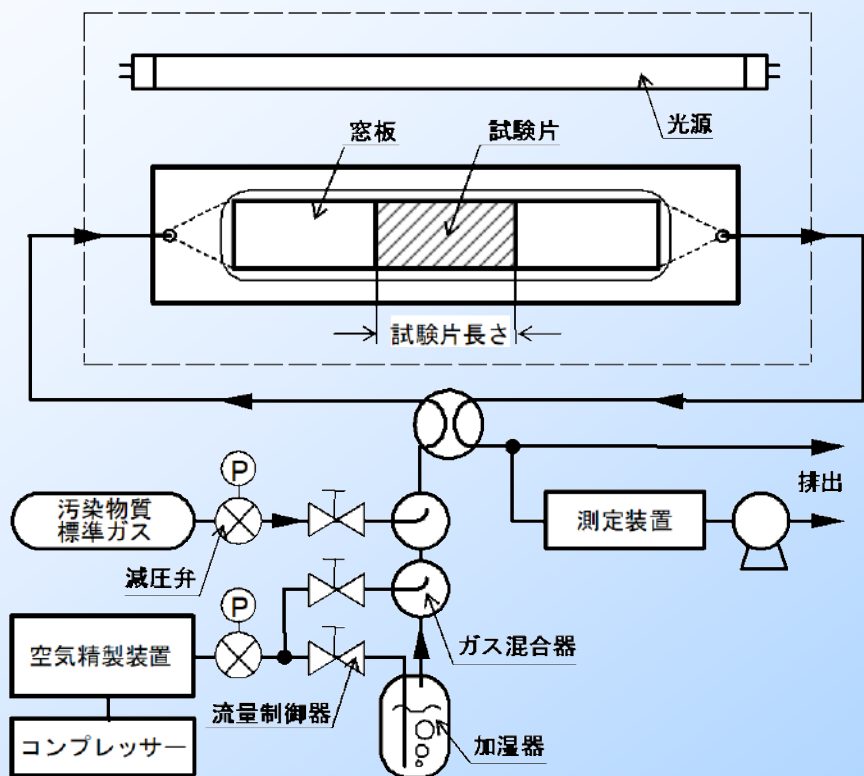 光源
窓板
試験片
試験片長さ
P
汚染物質
標準ガス
減圧弁
排出
測定装置
P
空気精製装置
ガス混合器
流量制御器
加湿器
コンプレッサー